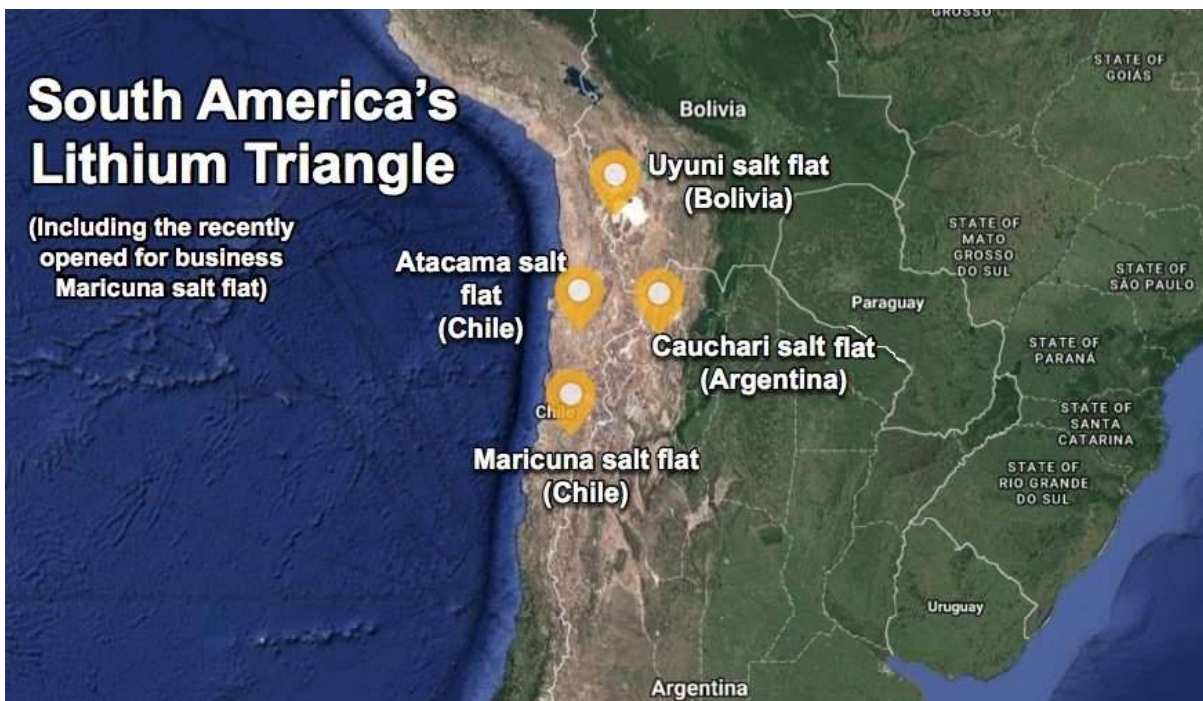 South America's
Lithium Triangle
(Including the recently
opened for business
Maricuna salt flat)
GROSSO
STATE OF
GOIÁS
Bolivia
Uyuni salt flat
(Bolivia)
STATE OF
MATO
GROSSO
DO SUL
Atacama salt
flat
(Chile)
STATE OF
SÃO PAULO
Paraguay
Cauchari salt flat
(Argentina)
STATE OF
PARANÁ
Chile
STATE OF
SANTA
CATARINA
Maricuna salt flat
(Chile)
STATE OF
RIO GRANDE
DO SUL
Uruguay
Argentina